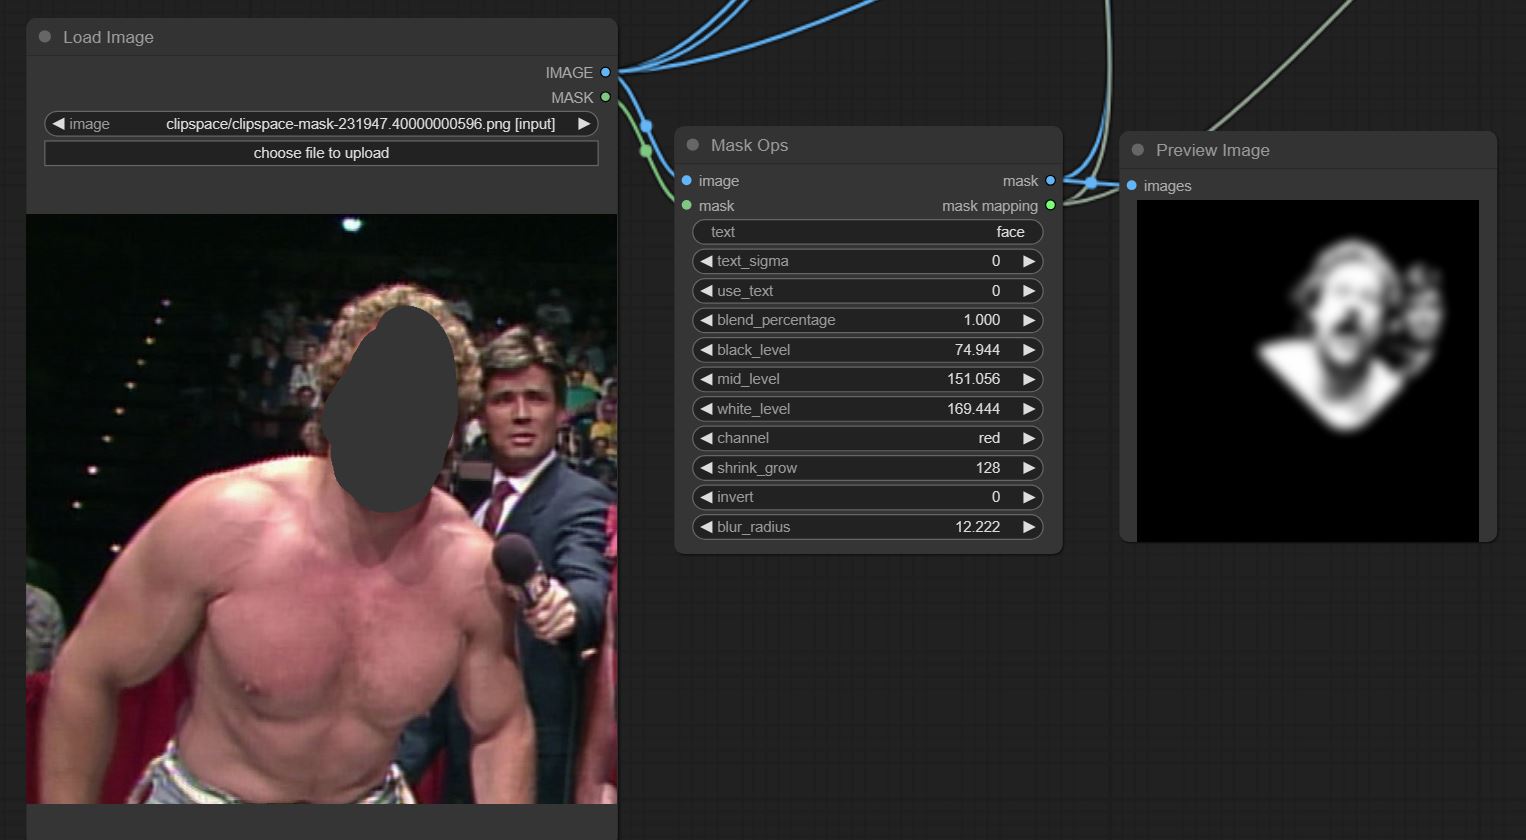 Load Image
IMAGE
MASK
image clipspace/clipspace-mask-231947.40000000596.png [input]
choose file to upload
Mask Ops
image mask
mask mask mapping
text face
text_sigma 0
use_text 0
blend_percentage 1.000
black_level 74.944
mid_level 151.056
white_level 169.444
channel red
shrink_grow 128
invert 0
blur_radius 12.222
Preview Image
images